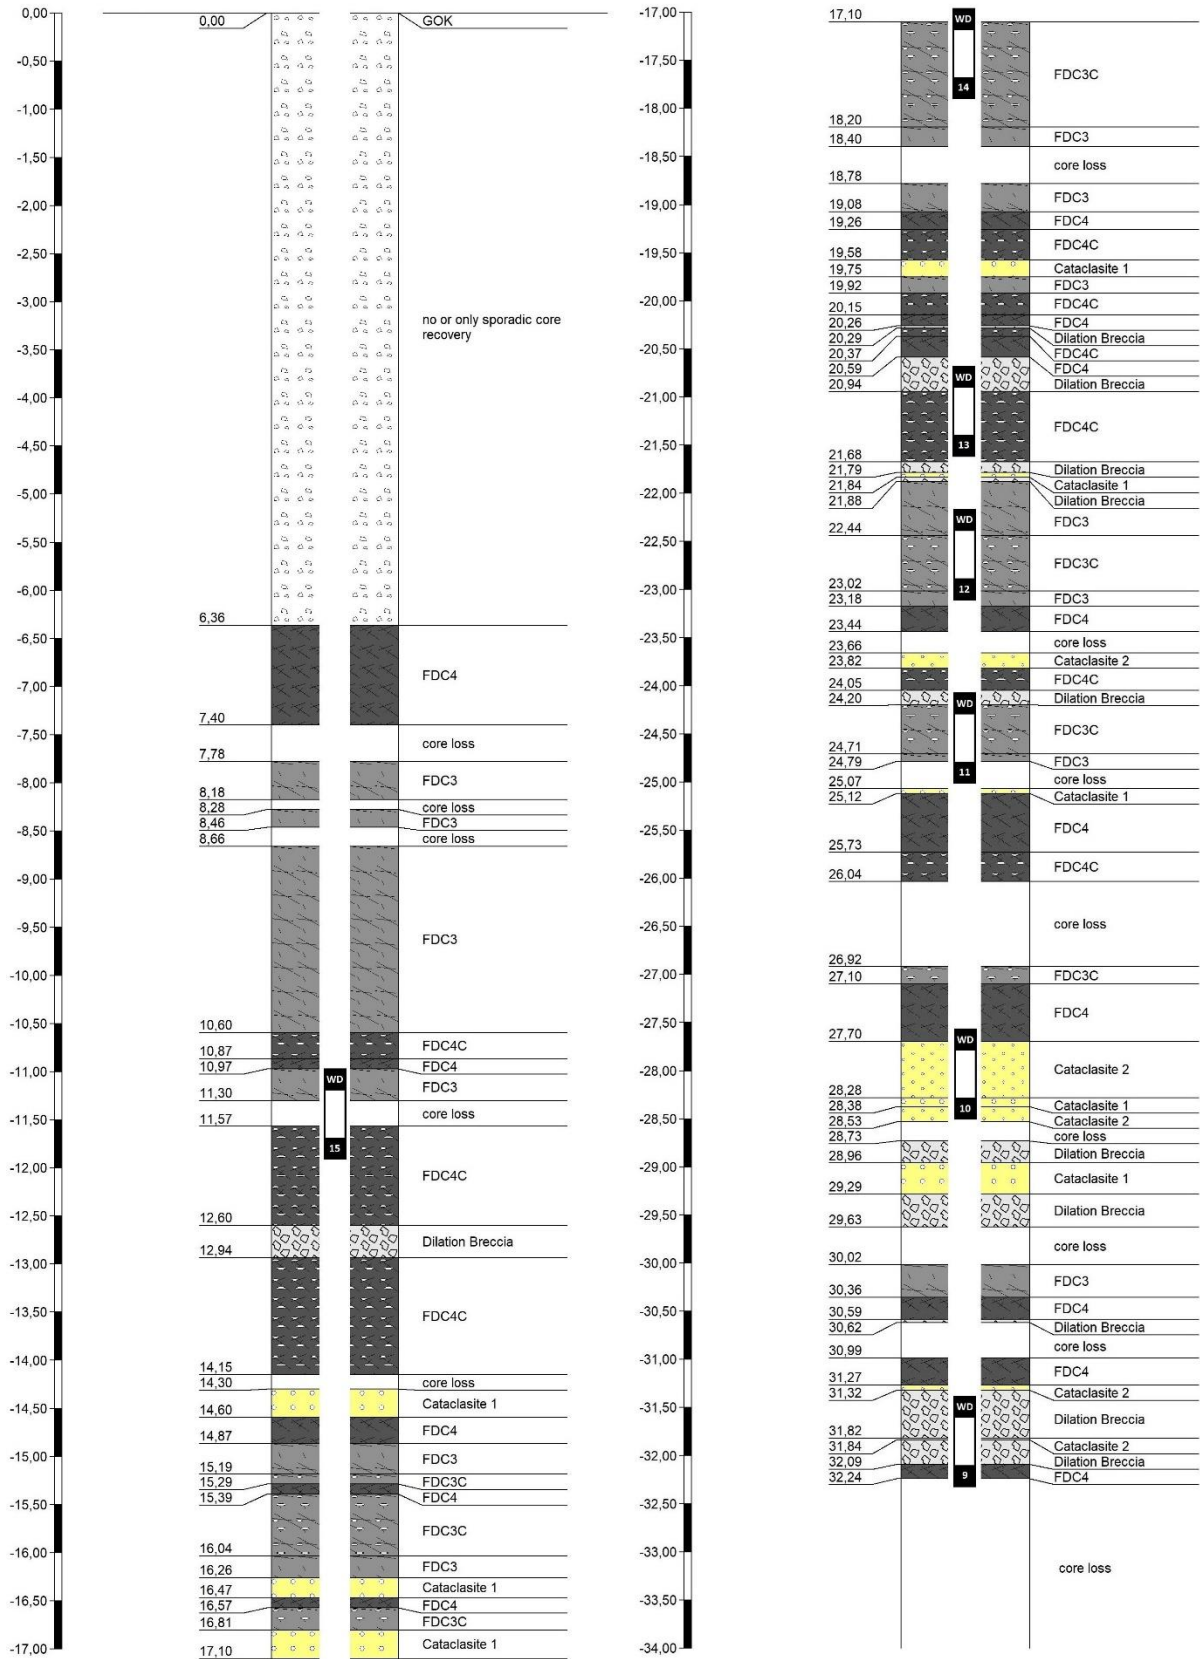 0,00
-0,50
-1,00
-1,50
-2,00
-2,50
-3,00
-3,50
-4,00
-4,50
-5,00
-5,50
-6,00
-6,50
-7,00
-7,50
-8,00
-8,50
-9,00
-9,50
-10,00
-10,50
-11,00
-11,50
-12,00
-12,50
-13,00
-13,50
-14,00
-14,50
-15,00
-15,50
-16,00
-16,50
-17,00
0,00
GOK
no or only sporadic core
recovery
6,36
FDC4
7,40
core loss
7,78
FDC3
8,18
core loss
8,28
FDC3
8,46
core loss
8,66
FDC3
10,60
FDC4C
10,87
FDC4
10,97
FDC3
11,30
core loss
11,57
WD
15
FDC4C
12,60
Dilation Breccia
12,94
FDC4C
14,15
core loss
14,30
Cataclasite 1
14,60
FDC4
14,87
FDC3
15,19
FDC3C
15,29
FDC4
15,39
FDC3C
16,04
FDC3
16,26
Cataclasite 1
16,47
FDC4
16,57
FDC3C
16,81
Cataclasite 1
17,10
-17,00
-17,50
-18,00
-18,50
-19,00
-19,50
-20,00
-20,50
-21,00
-21,50
-22,00
-22,50
-23,00
-23,50
-24,00
-24,50
-25,00
-25,50
-26,00
-26,50
-27,00
-27,50
-28,00
-28,50
-29,00
-29,50
-30,00
-30,50
-31,00
-31,50
-32,00
-32,50
-33,00
-33,50
-34,00
17,10
WD
14
FDC3C
18,20
FDC3
18,40
core loss
18,78
FDC3
19,08
FDC4
19,26
FDC4C
19,58
Cataclasite 1
19,75
FDC3
19,92
FDC4C
20,15
FDC4
20,26
Dilation Breccia
20,29
FDC4C
20,37
FDC4
20,59
Dilation Breccia
20,94
WD
13
FDC4C
21,68
Dilation Breccia
21,79
Cataclasite 1
21,84
Dilation Breccia
21,88
FDC3
22,44
WD
12
FDC3C
23,02
FDC3
23,18
FDC4
23,44
core loss
23,66
Cataclasite 2
23,82
FDC4C
24,05
Dilation Breccia
24,20
WD
11
FDC3C
24,71
FDC3
24,79
core loss
25,07
Cataclasite 1
25,12
FDC4
25,73
FDC4C
26,04
core loss
26,92
FDC3C
27,10
FDC4
27,70
WD
10
Cataclasite 2
28,28
Cataclasite 1
28,38
Cataclasite 2
28,53
core loss
28,73
Dilation Breccia
28,96
Cataclasite 1
29,29
Dilation Breccia
29,63
core loss
30,02
FDC3
30,36
FDC4
30,59
Dilation Breccia
30,62
core loss
30,99
FDC4
31,27
Cataclasite 2
31,32
WD
9
Dilation Breccia
31,82
Cataclasite 2
31,84
Dilation Breccia
32,09
FDC4
32,24
core loss